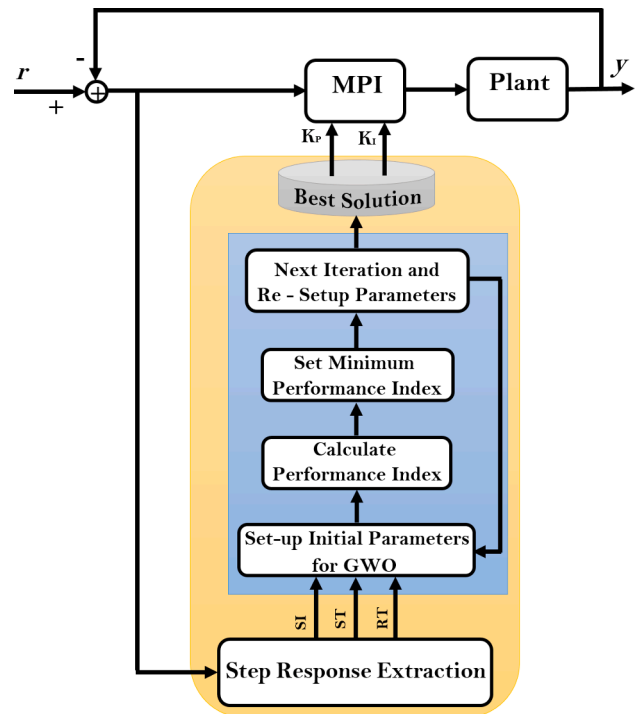 -
r
+
+
MPI
Plant
y
KP
KI
Best Solution
Next Iteration and
Re - Setup Parameters
Set Minimum
Performance Index
Calculate
Performance Index
Set-up Initial Parameters
for GWO
SI
ST
RT
Step Response Extraction